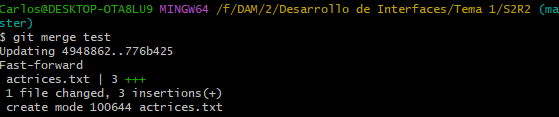 Carlos@DESKTOP-OTA8LU9 MINGW64 /f/DAM/2/Desarrollo de Interfaces/Tema 1/S2R2 (ma
ster)
$ git merge test
Updating 4948862..776b425
Fast-forward
 actrices.txt | 3 +++
 1 file changed, 3 insertions(+)
 create mode 100644 actrices.txt